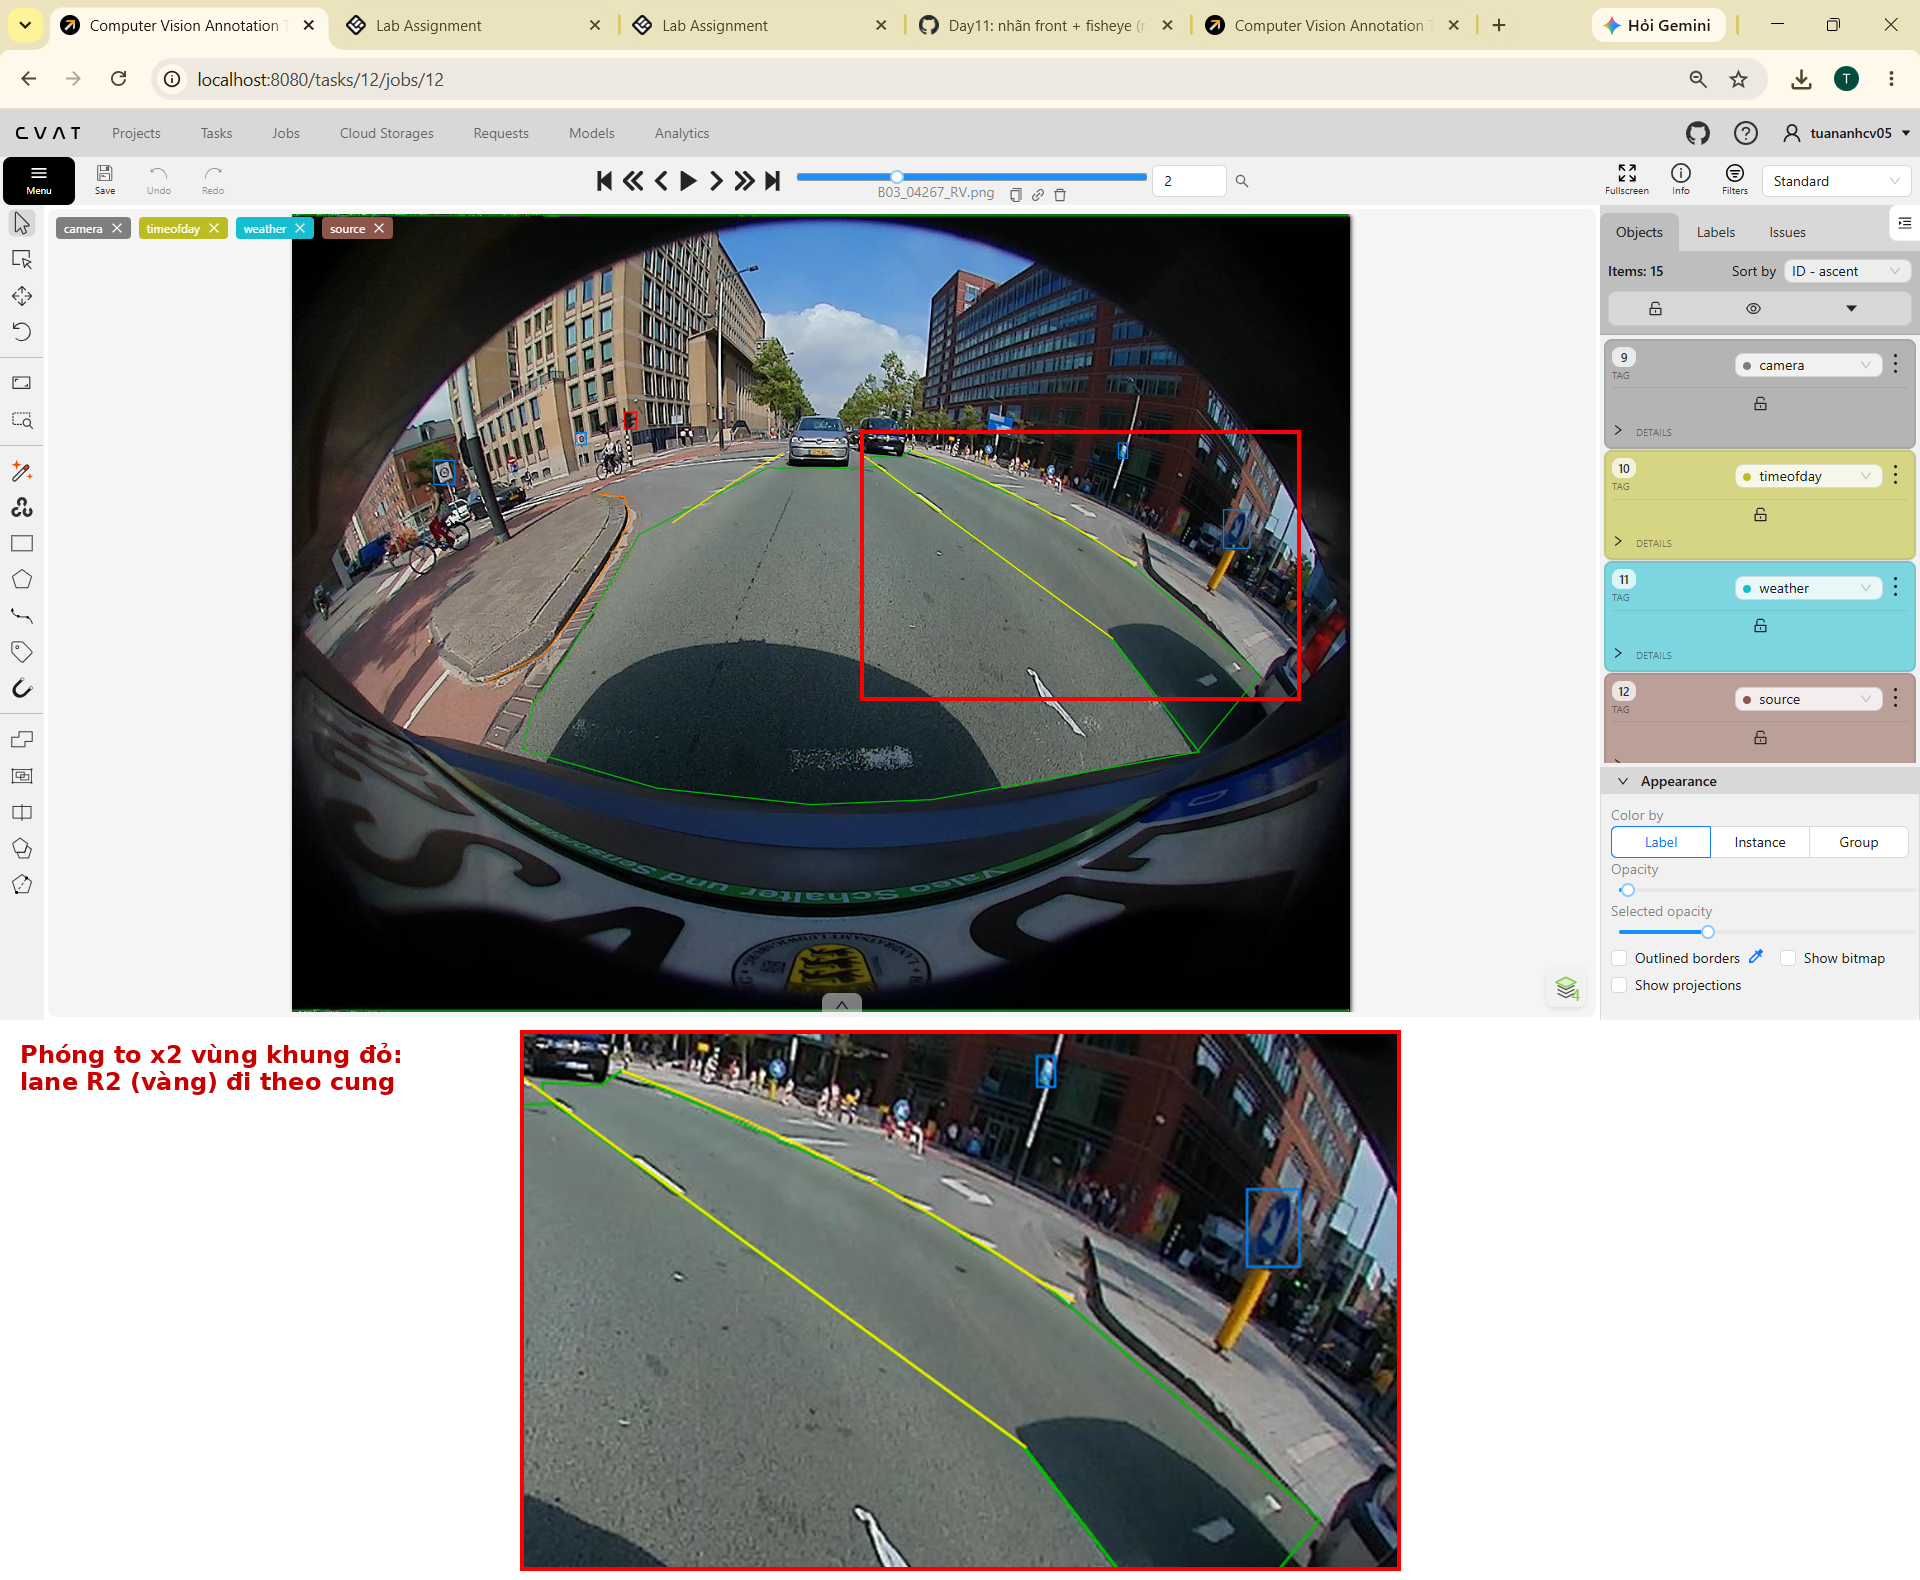 Computer Vision Annotation T
Lab Assignment
Lab Assignment
Day11: nhãn front + fisheye (r
Computer Vision Annotation T
Hỏi Gemini
localhost:8080/tasks/12/jobs/12
T
CVAT
Projects
Tasks
Jobs
Cloud Storages
Requests
Models
Analytics
tuananhcv05
Menu
Save
Undo
Redo
B03_04267_RV.png
2
Fullscreen
Info
Filters
Standard
camera
timeofday
weather
source
Objects
Labels
Issues
Items: 15
Sort by
ID - ascent
9
TAG
camera
DETAILS
10
TAG
timeofday
DETAILS
11
TAG
weather
DETAILS
12
TAG
source
Appearance
Color by
Label
Instance
Group
Opacity
Selected opacity
Outlined borders
Show bitmap
Show projections
4
Valeo Schalter und Senso
Phóng to x2 vùng khung đỏ:
lane R2 (vàng) đi theo cung